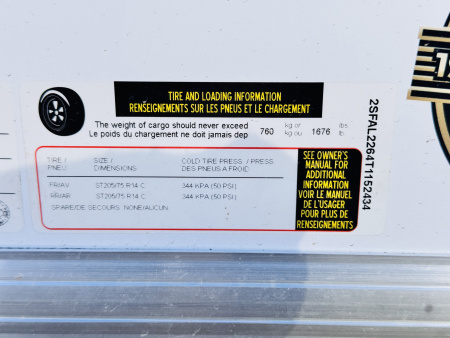 TIRE AND LOADING INFORMATION
RENSEIGNEMENTS SUR LES PNEUS ET LE CHARGEMENT
The weight of cargo should never exceed
Le poids du chargement ne doit jamais dep
760 kg or kg ou 1676 lbs. lb.
TIRE / PNEU
SIZE / DIMENSIONS
COLD TIRE PRESS. / PRESS. DES PNEUS A FROID
FR/AV ST205/75 R14 C 344 KPA (50 PSI)
RR/AR ST205/75 R14 C 344 KPA (50 PSI)
SPARE/DE SECOURS NONE/AUCUN
SEE OWNER'S
MANUAL FOR
ADDITIONAL
INFORMATION
VOIR LE MANUEL
DE L'USAGER
POUR PLUS DE
RENSEIGNEMENTS
2SFAL2264T1152434